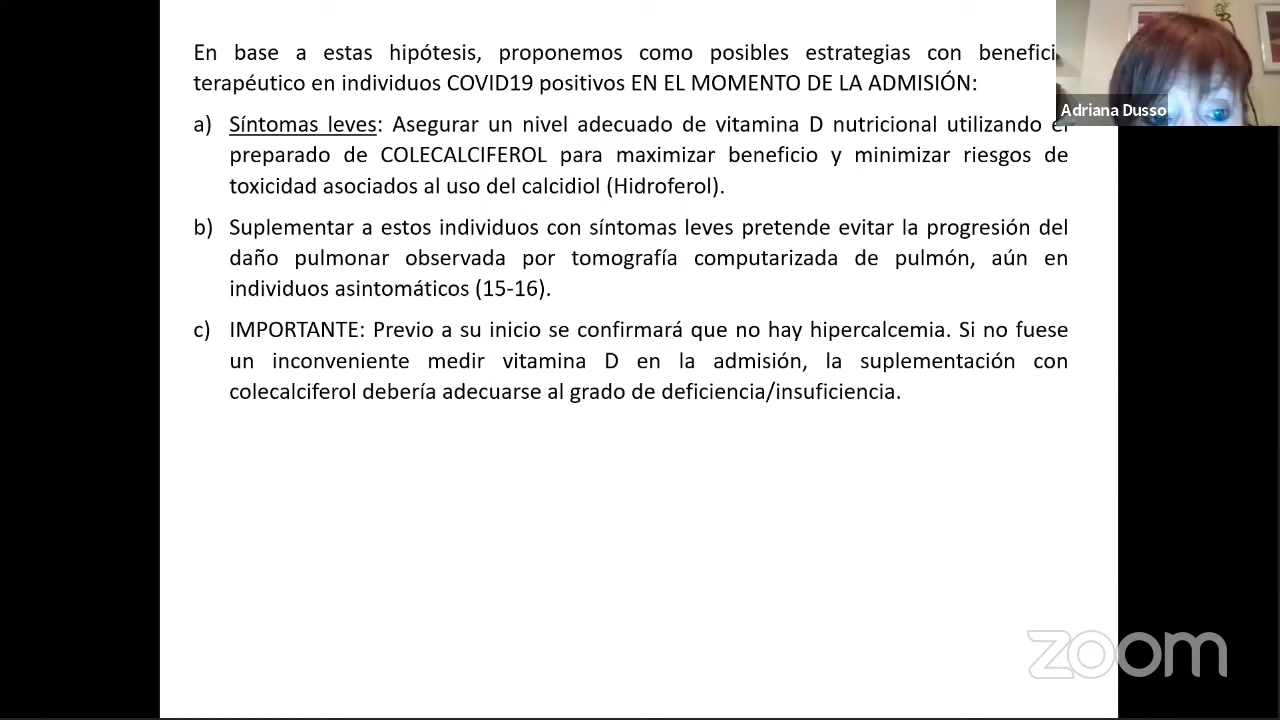 En base a estas hipótesis, proponemos como posibles estrategias con benefici
terapéutico en individuos COVID19 positivos EN EL MOMENTO DE LA ADMISIÓN:
a) Síntomas leves: Asegurar un nivel adecuado de vitamina D nutricional utilizando el
preparado de COLECALCIFEROL para maximizar beneficio y minimizar riesgos de
toxicidad asociados al uso del calcidiol (Hidroferol).
b) Suplementar a estos individuos con síntomas leves pretende evitar la progresión del
daño pulmonar observada por tomografía computarizada de pulmón, aún en
individuos asintomáticos (15-16).
c) IMPORTANTE: Previo a su inicio se confirmará que no hay hipercalcemia. Si no fuese
un inconveniente medir vitamina D en la admisión, la suplementación con
colecalciferol debería adecuarse al grado de deficiencia/insuficiencia.
Adriana Dusso
zoom